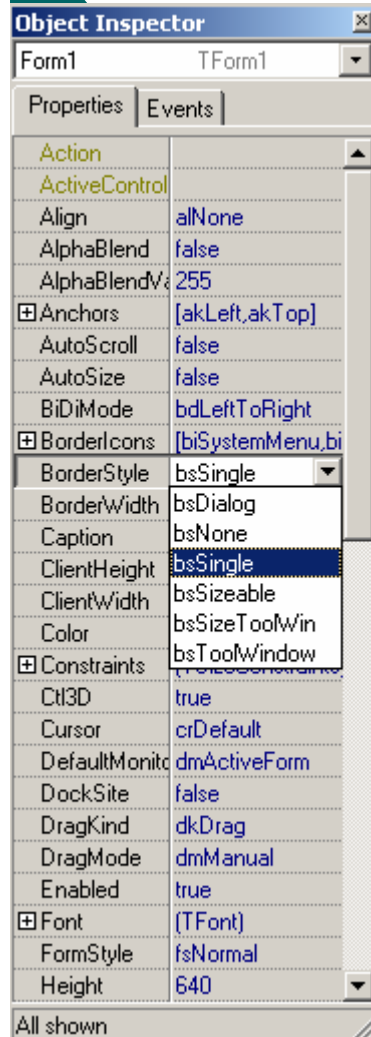 Object Inspector
Form1 TForm1
Properties Events
Action
ActiveControl
Align alNone
AlphaBlend false
AlphaBlendVa 255
Anchors [akLeft,akTop]
AutoScroll false
AutoSize false
BiDiMode bdLeftToRight
BorderIcons [biSystemMenu,bi
BorderStyle bsSingle
BorderWidth bsDialog
Caption bsNone
ClientHeight bsSingle
ClientWidth bsSizeable
Color bsSizeToolWin
Constraints bsToolWindow
Ctl3D true
Cursor crDefault
DefaultMonito dmActiveForm
DockSite false
DragKind dkDrag
DragMode dmManual
Enabled true
Font (TFont)
FormStyle fsNormal
Height 640
All shown